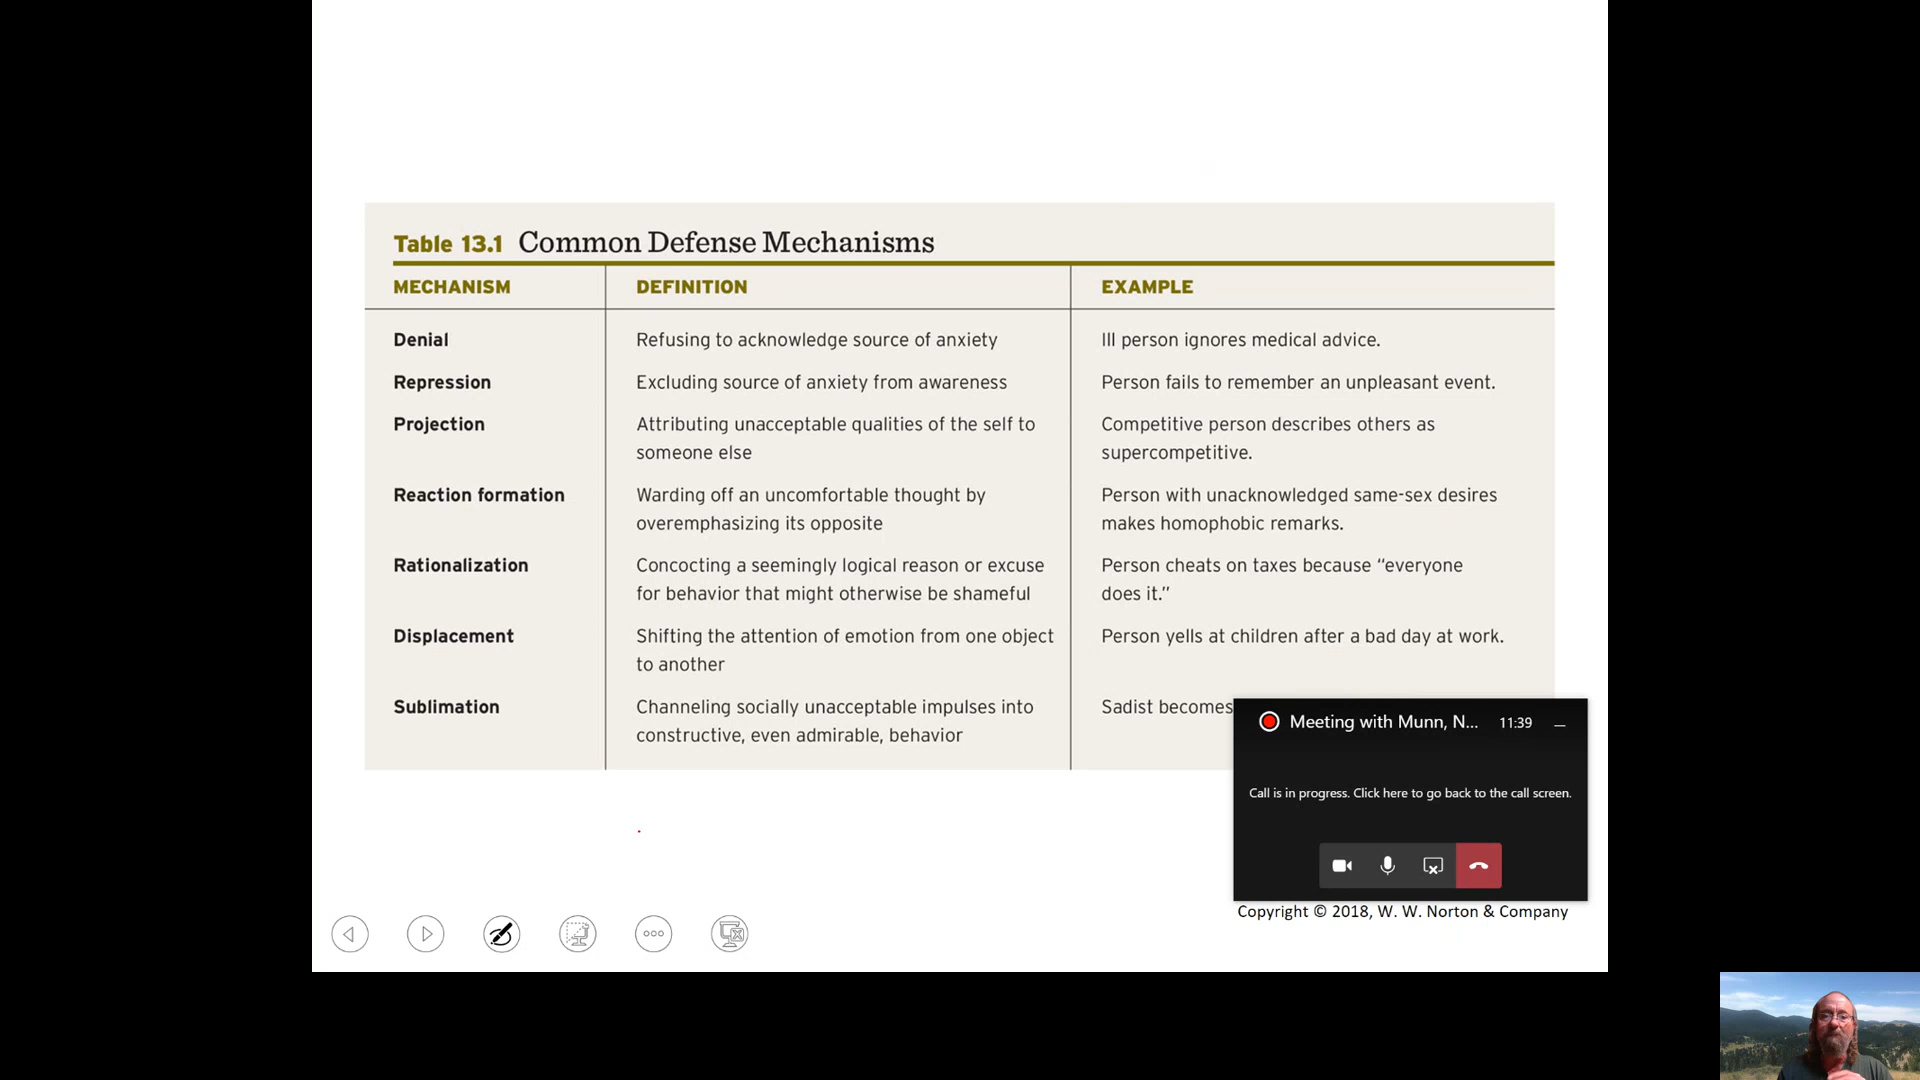 Table 13.1 Common Defense Mechanisms
MECHANISM DEFINITION EXAMPLE
Denial Refusing to acknowledge source of anxiety Ill person ignores medical advice.
Repression Excluding source of anxiety from awareness Person fails to remember an unpleasant event.
Projection Attributing unacceptable qualities of the self to Competitive person describes others as
someone else supercompetitive.
Reaction formation Warding off an uncomfortable thought by Person with unacknowledged same-sex desires
overemphasizing its opposite makes homophobic remarks.
Rationalization Concocting a seemingly logical reason or excuse Person cheats on taxes because “everyone
for behavior that might otherwise be shameful does it.”
Displacement Shifting the attention of emotion from one object Person yells at children after a bad day at work.
to another
Sublimation Channeling socially unacceptable impulses into Sadist becomes
constructive, even admirable, behavior
Meeting with Munn, N... 11:39
Call is in progress. Click here to go back to the call screen.
Copyright © 2018, W. W. Norton & Company